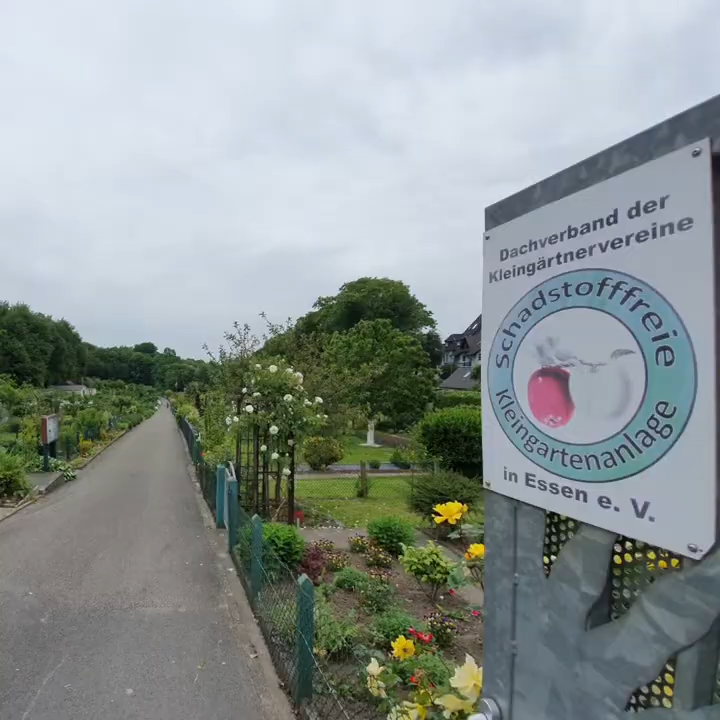 Dachverband der
Kleingärtnervereine
Schadstofffreie
Kleingartenanlage
in Essen e. V.